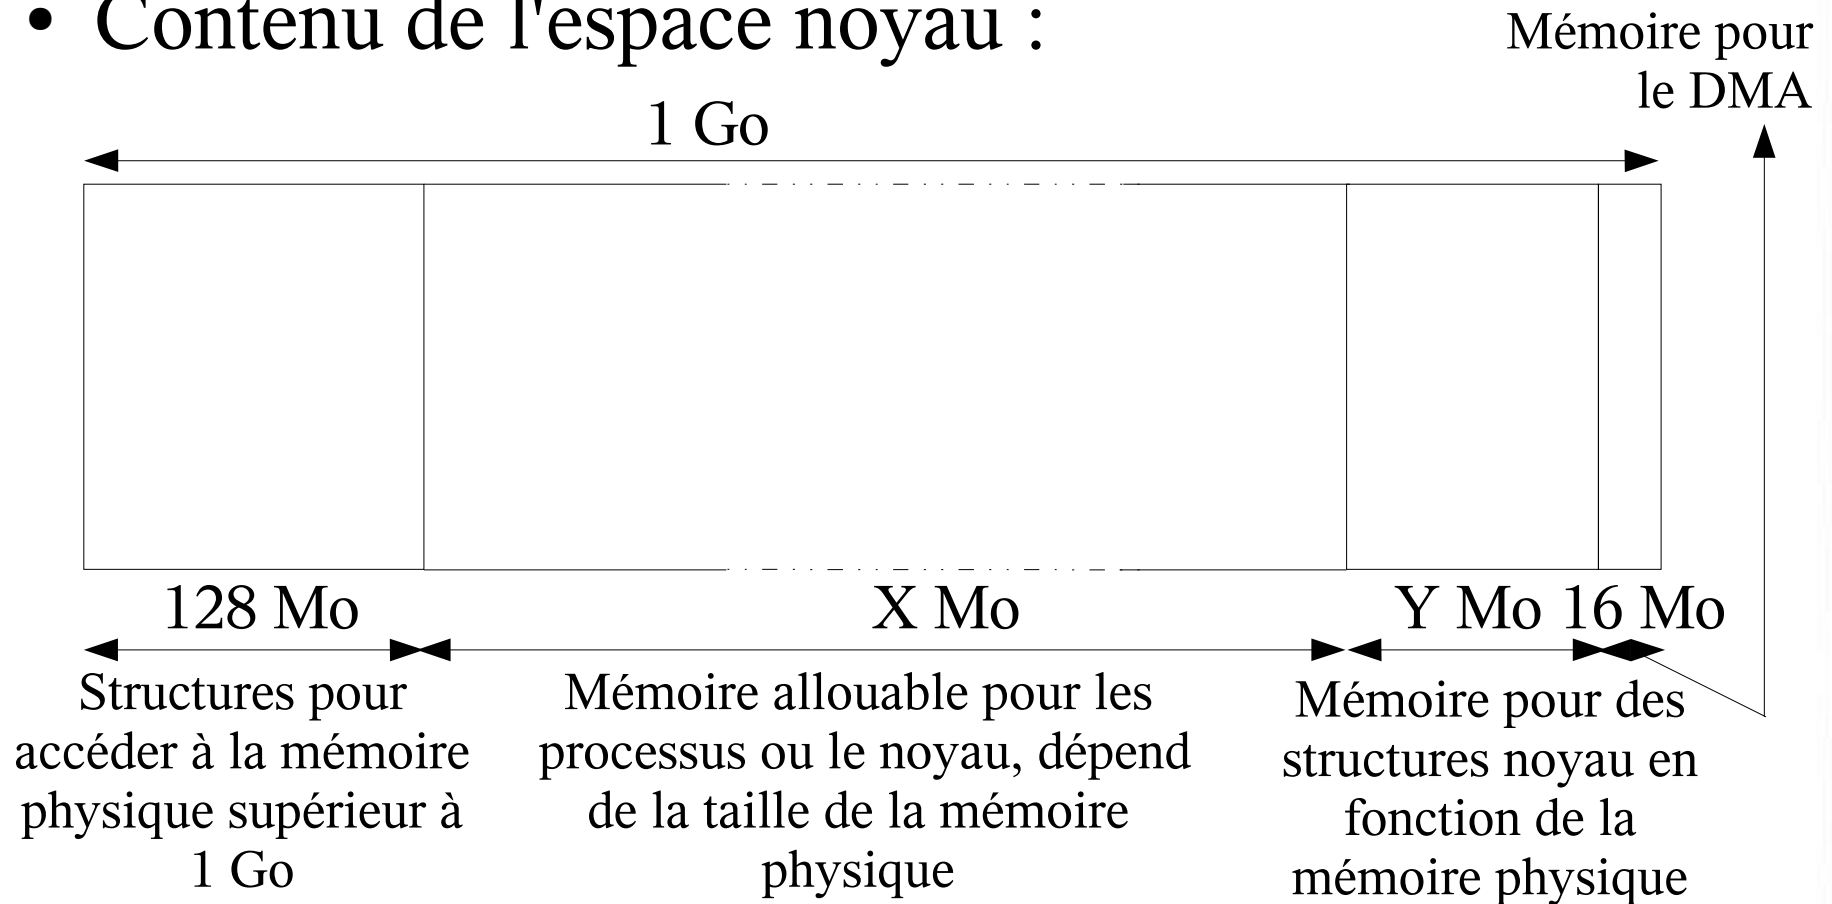 • Contenu de l'espace noyau :
Mémoire pour
le DMA
1 Go
128 Mo
X Mo
Y Mo
16 Mo
Structures pour
accéder à la mémoire
physique supérieur à
1 Go
Mémoire allouable pour les
processus ou le noyau, dépend
de la taille de la mémoire
physique
Mémoire pour des
structures noyau en
fonction de la
mémoire physique